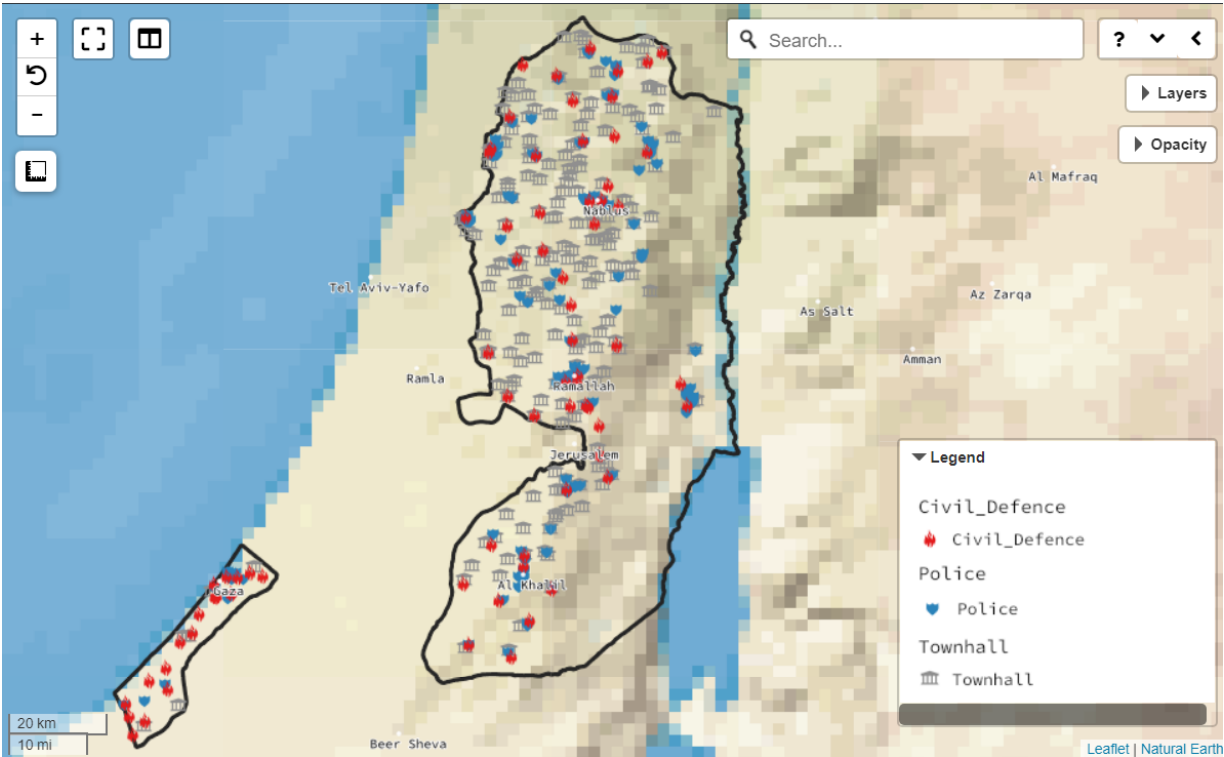 +
Search...
?
−
Layers
Opacity
Al Mafraq
Nablus
Tel Aviv-Yafo
As Salt
Az Zarqa
Amman
Ramla
Ramallah
Jerusalem
Legend
Civil_Defence
Civil_Defence
Police
Police
Townhall
Townhall
Al Khalil
Gaza
20 km
10 mi
Beer Sheva
Leaflet | Natural Earth